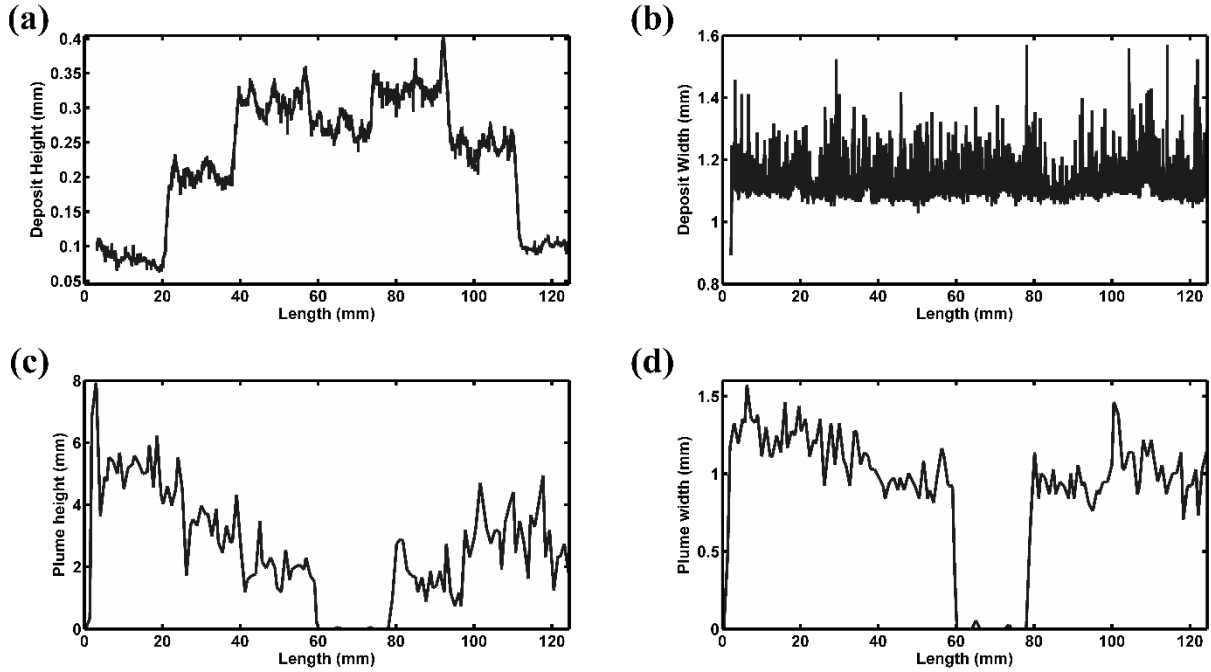 (a)
0.4
0.35
0.3
0.25
0.2
0.15
0.1
0.05
Deposit Height (mm)
0 20 40 60 80 100 120
Length (mm)
(b)
1.6
1.4
1.2
1
0.8
Deposit Width (mm)
0 20 40 60 80 100 120
Length (mm)
(c)
8
6
4
2
0
Plume height (mm)
0 20 40 60 80 100 120
Length (mm)
(d)
1.5
1
0.5
0
Plume width (mm)
0 20 40 60 80 100 120
Length (mm)